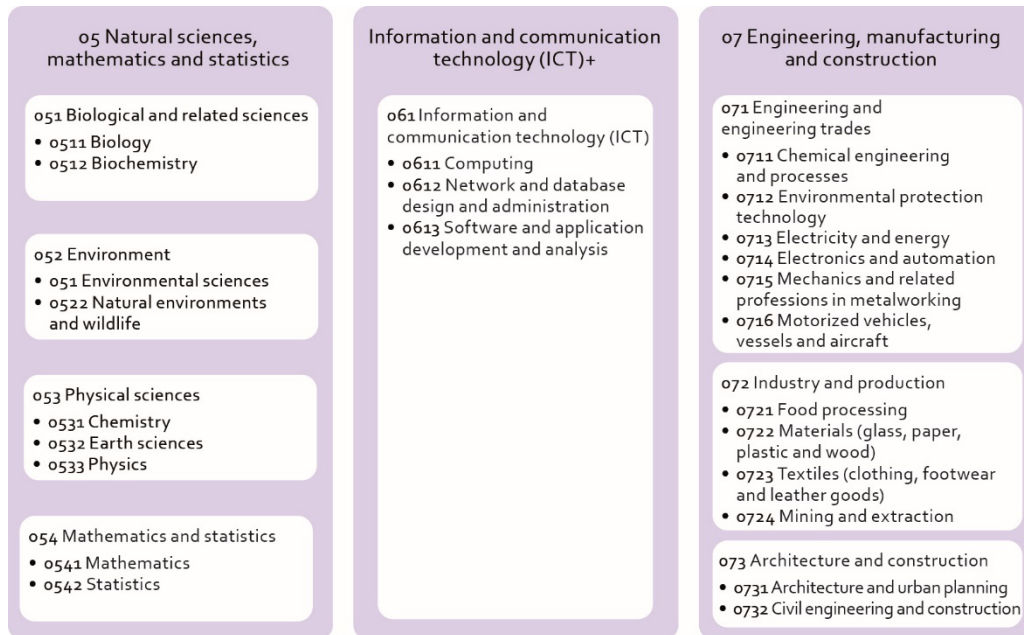 05 Natural sciences,
mathematics and statistics
051 Biological and related sciences
• 0511 Biology
• 0512 Biochemistry
052 Environment
• 051 Environmental sciences
• 0522 Natural environments
and wildlife
053 Physical sciences
• 0531 Chemistry
• 0532 Earth sciences
• 0533 Physics
054 Mathematics and statistics
• 0541 Mathematics
• 0542 Statistics
Information and communication
technology (ICT)+
061 Information and
communication technology (ICT)
• 0611 Computing
• 0612 Network and database
design and administration
• 0613 Software and application
development and analysis
07 Engineering, manufacturing
and construction
071 Engineering and
engineering trades
• 0711 Chemical engineering
and processes
• 0712 Environmental protection
technology
• 0713 Electricity and energy
• 0714 Electronics and automation
• 0715 Mechanics and related
professions in metalworking
• 0716 Motorized vehicles,
vessels and aircraft
072 Industry and production
• 0721 Food processing
• 0722 Materials (glass, paper,
plastic and wood)
• 0723 Textiles (clothing, footwear
and leather goods)
• 0724 Mining and extraction
073 Architecture and construction
• 0731 Architecture and urban planning
• 0732 Civil engineering and construction